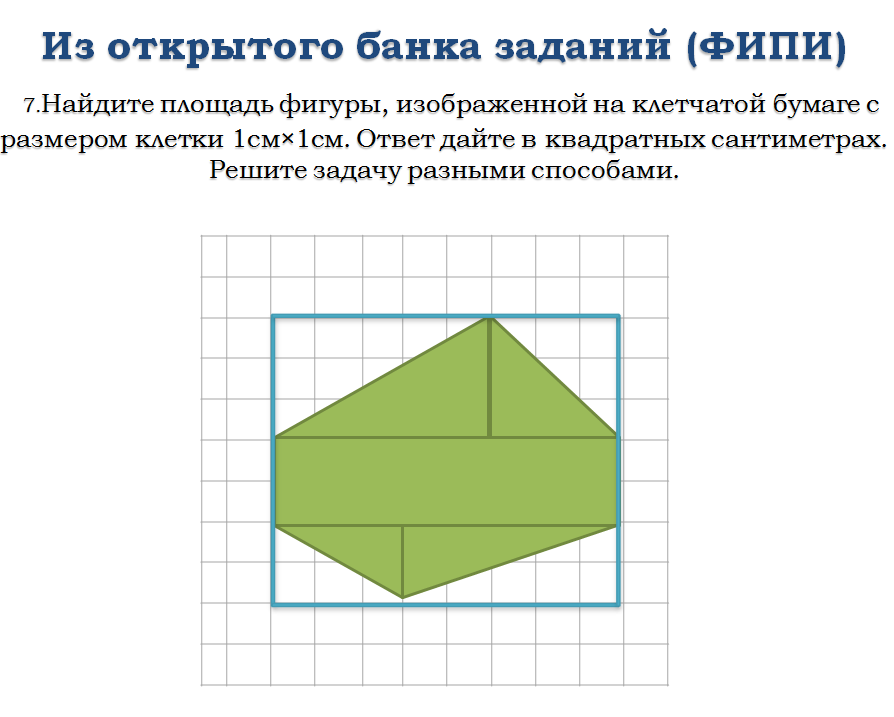 Из открытого банка заданий (ФИПИ)
7.Найдите площадь фигуры, изображенной на клетчатой бумаге с
размером клетки 1см×1см. Ответ дайте в квадратных сантиметрах.
Решите задачу разными способами.